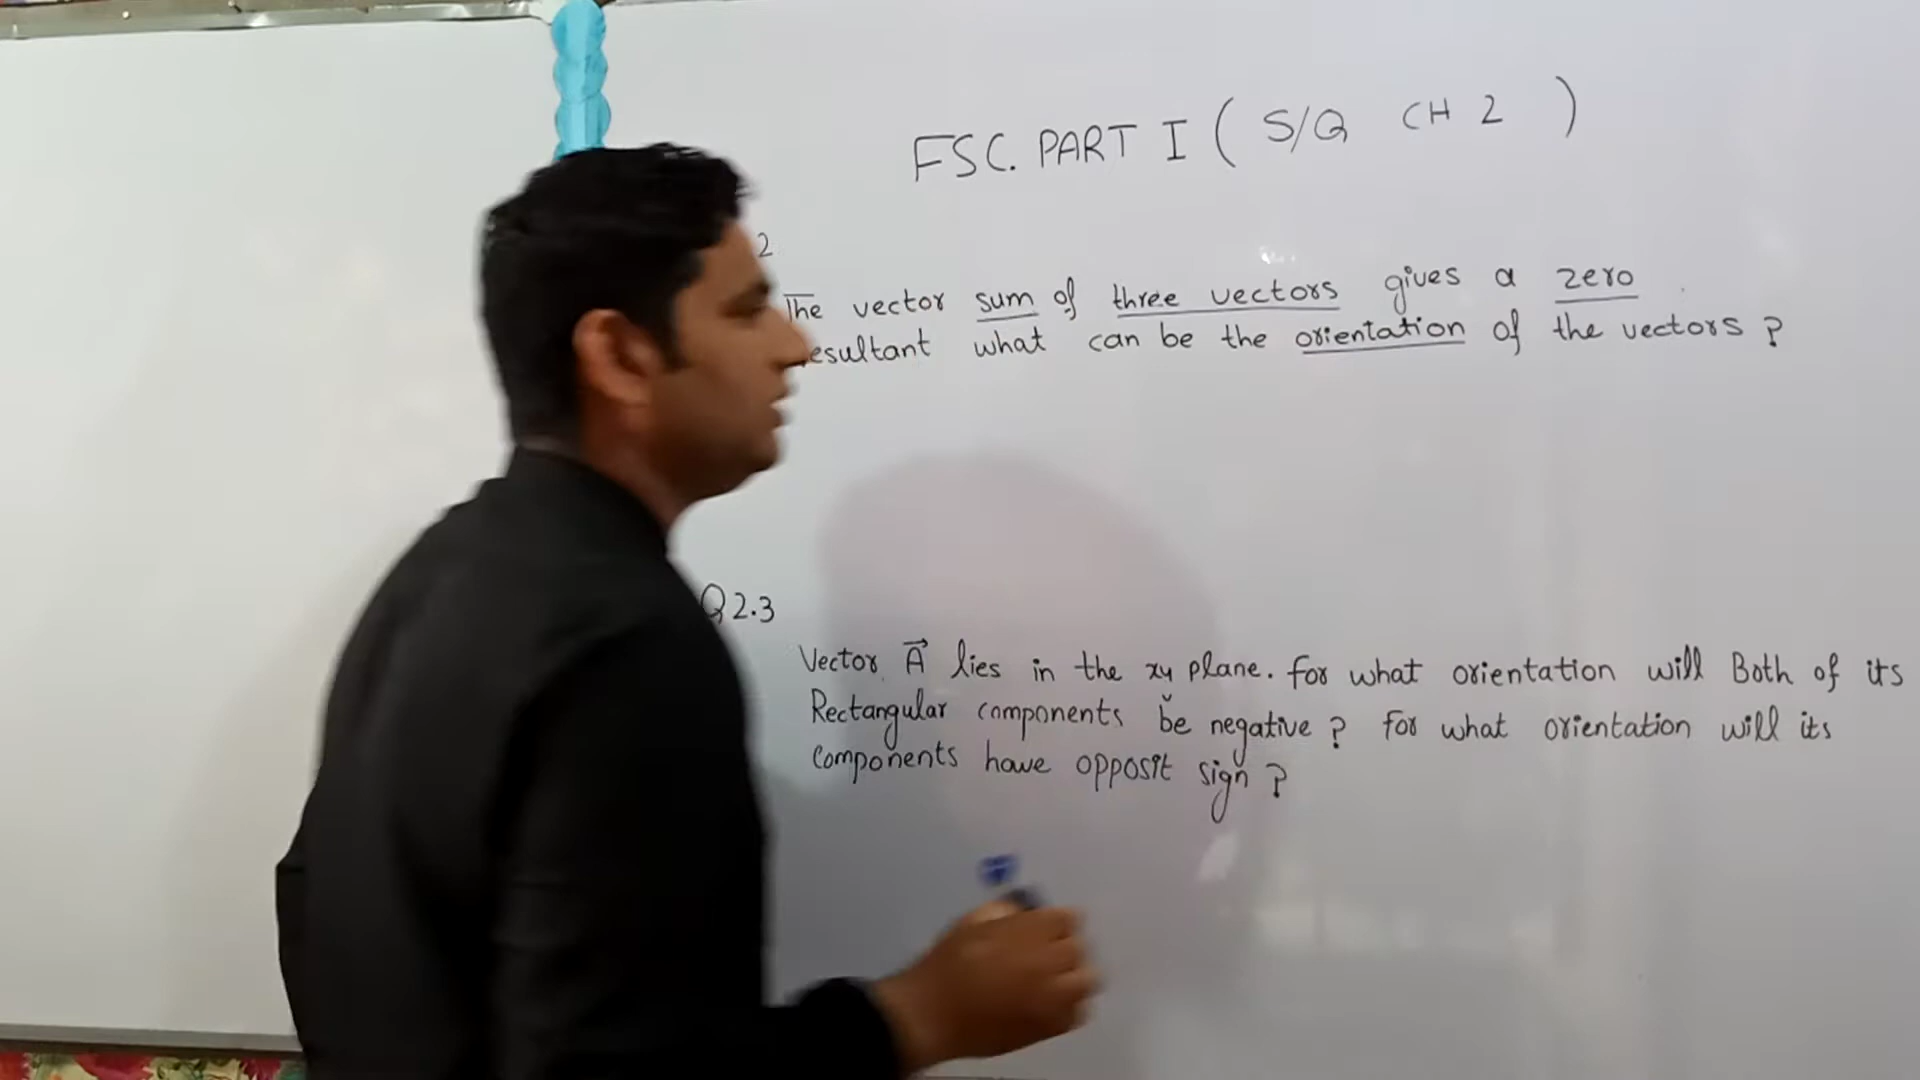 FSC. PART I ( S/Q CH 2 )
2
The vector sum of three vectors gives a zero
esultant what can be the orientation of the vectors ?
Q2.3
Vector A⃗ lies in the xy plane. for what orientation will Both of its
Rectangular components be negative ? for what orientation will its
components have opposit sign ?